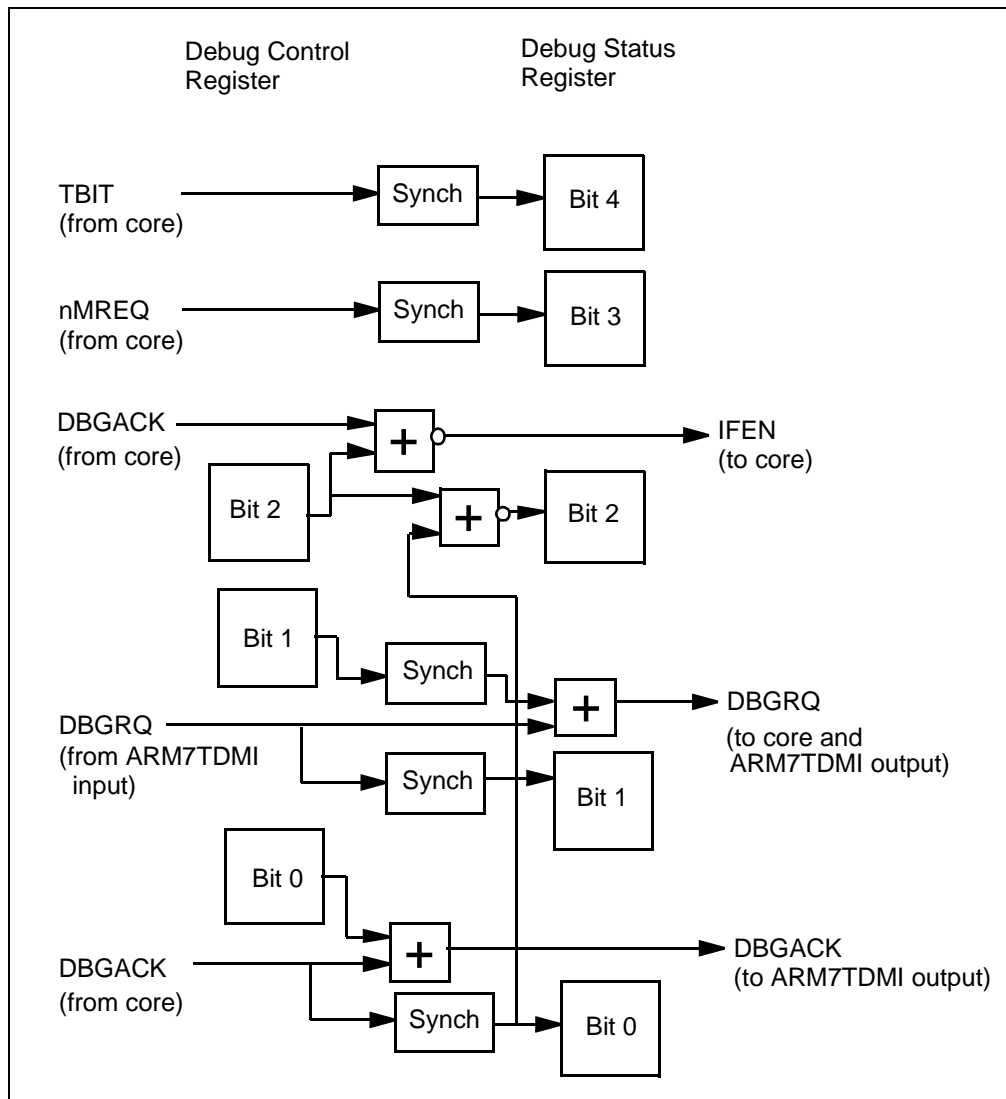 Debug Control
Register
Debug Status
Register
TBIT
(from core)
Synch
Bit 4
nMREQ
(from core)
Synch
Bit 3
DBGACK
(from core)
+
IFEN
(to core)
Bit 2
+
Bit 2
Bit 1
Synch
DBGRQ
(from ARM7TDMI
input)
+
DBGRQ
(to core and
ARM7TDMI output)
Synch
Bit 1
Bit 0
DBGACK
(from core)
+
DBGACK
(to ARM7TDMI output)
Synch
Bit 0